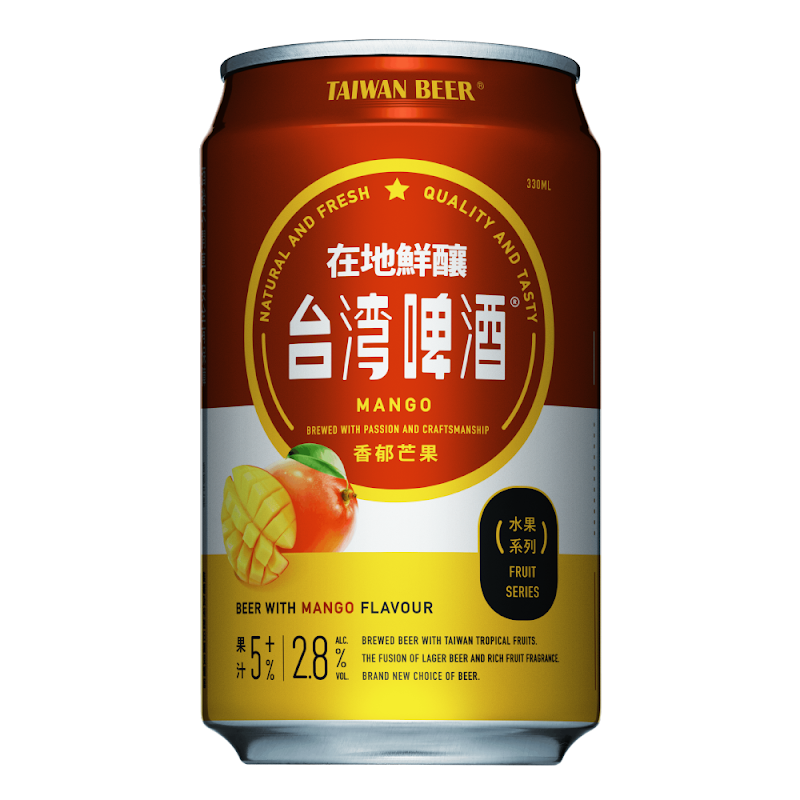 TAIWAN BEER®
330ML
NATURAL AND FRESH ★ QUALITY AND TASTY
在地鮮釀
台湾啤酒®
MANGO
BREWED WITH PASSION AND CRAFTSMANSHIP
香郁芒果
(水果
系列)
FRUIT
SERIES
BEER WITH MANGO FLAVOUR
果汁 5+% | 2.8 ALC. % VOL.
BREWED BEER WITH TAIWAN TROPICAL FRUITS.
THE FUSION OF LAGER BEER AND RICH FRUIT FRAGRANCE.
BRAND NEW CHOICE OF BEER.